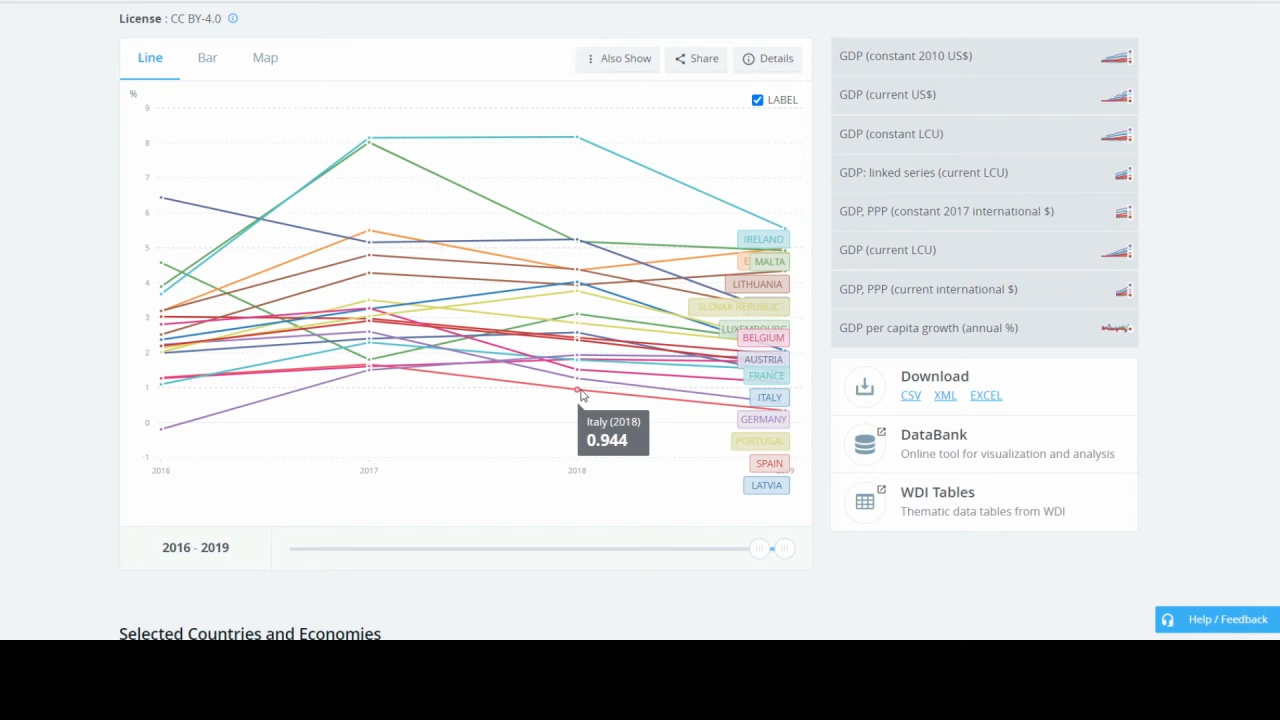 License : CC BY-4.0
Line Bar Map Also Show Share Details
% LABEL
9
8
7
6
5
4
3
2
1
0
-1
IRELAND
E MALTA
LITHUANIA
SLOVAK REPUBLIC
LUXEMBOURG
BELGIUM
AUSTRIA
FRANCE
ITALY
GERMANY
PORTUGAL
SPAIN
LATVIA
Italy (2018)
0.944
2016 2017 2018
2016 - 2019
Selected Countries and Economies
GDP (constant 2010 US$)
GDP (current US$)
GDP (constant LCU)
GDP: linked series (current LCU)
GDP, PPP (constant 2017 international $)
GDP (current LCU)
GDP, PPP (current international $)
GDP per capita growth (annual %)
Download
CSV XML EXCEL
DataBank
Online tool for visualization and analysis
WDI Tables
Thematic data tables from WDI
Help / Feedback